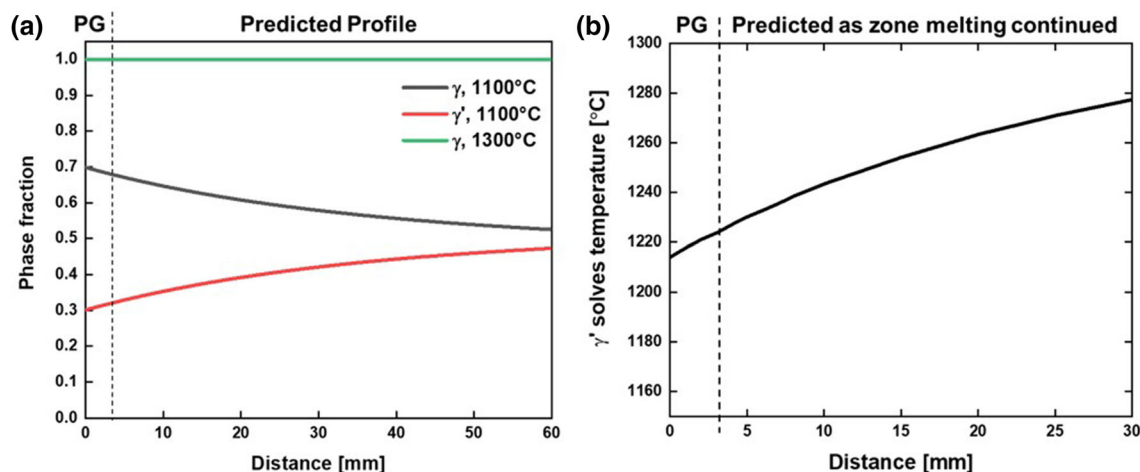 (a)
PG
Predicted Profile
1.0
0.9
0.8
0.7
0.6
0.5
0.4
0.3
0.2
0.1
0.0
Phase fraction
γ, 1100°C
γ', 1100°C
γ, 1300°C
0
10
20
30
40
50
60
Distance [mm]
(b)
PG
Predicted as zone melting continued
1300
1280
1260
1240
1220
1200
1180
1160
γ' solves temperature [°C]
0
5
10
15
20
25
30
Distance [mm]